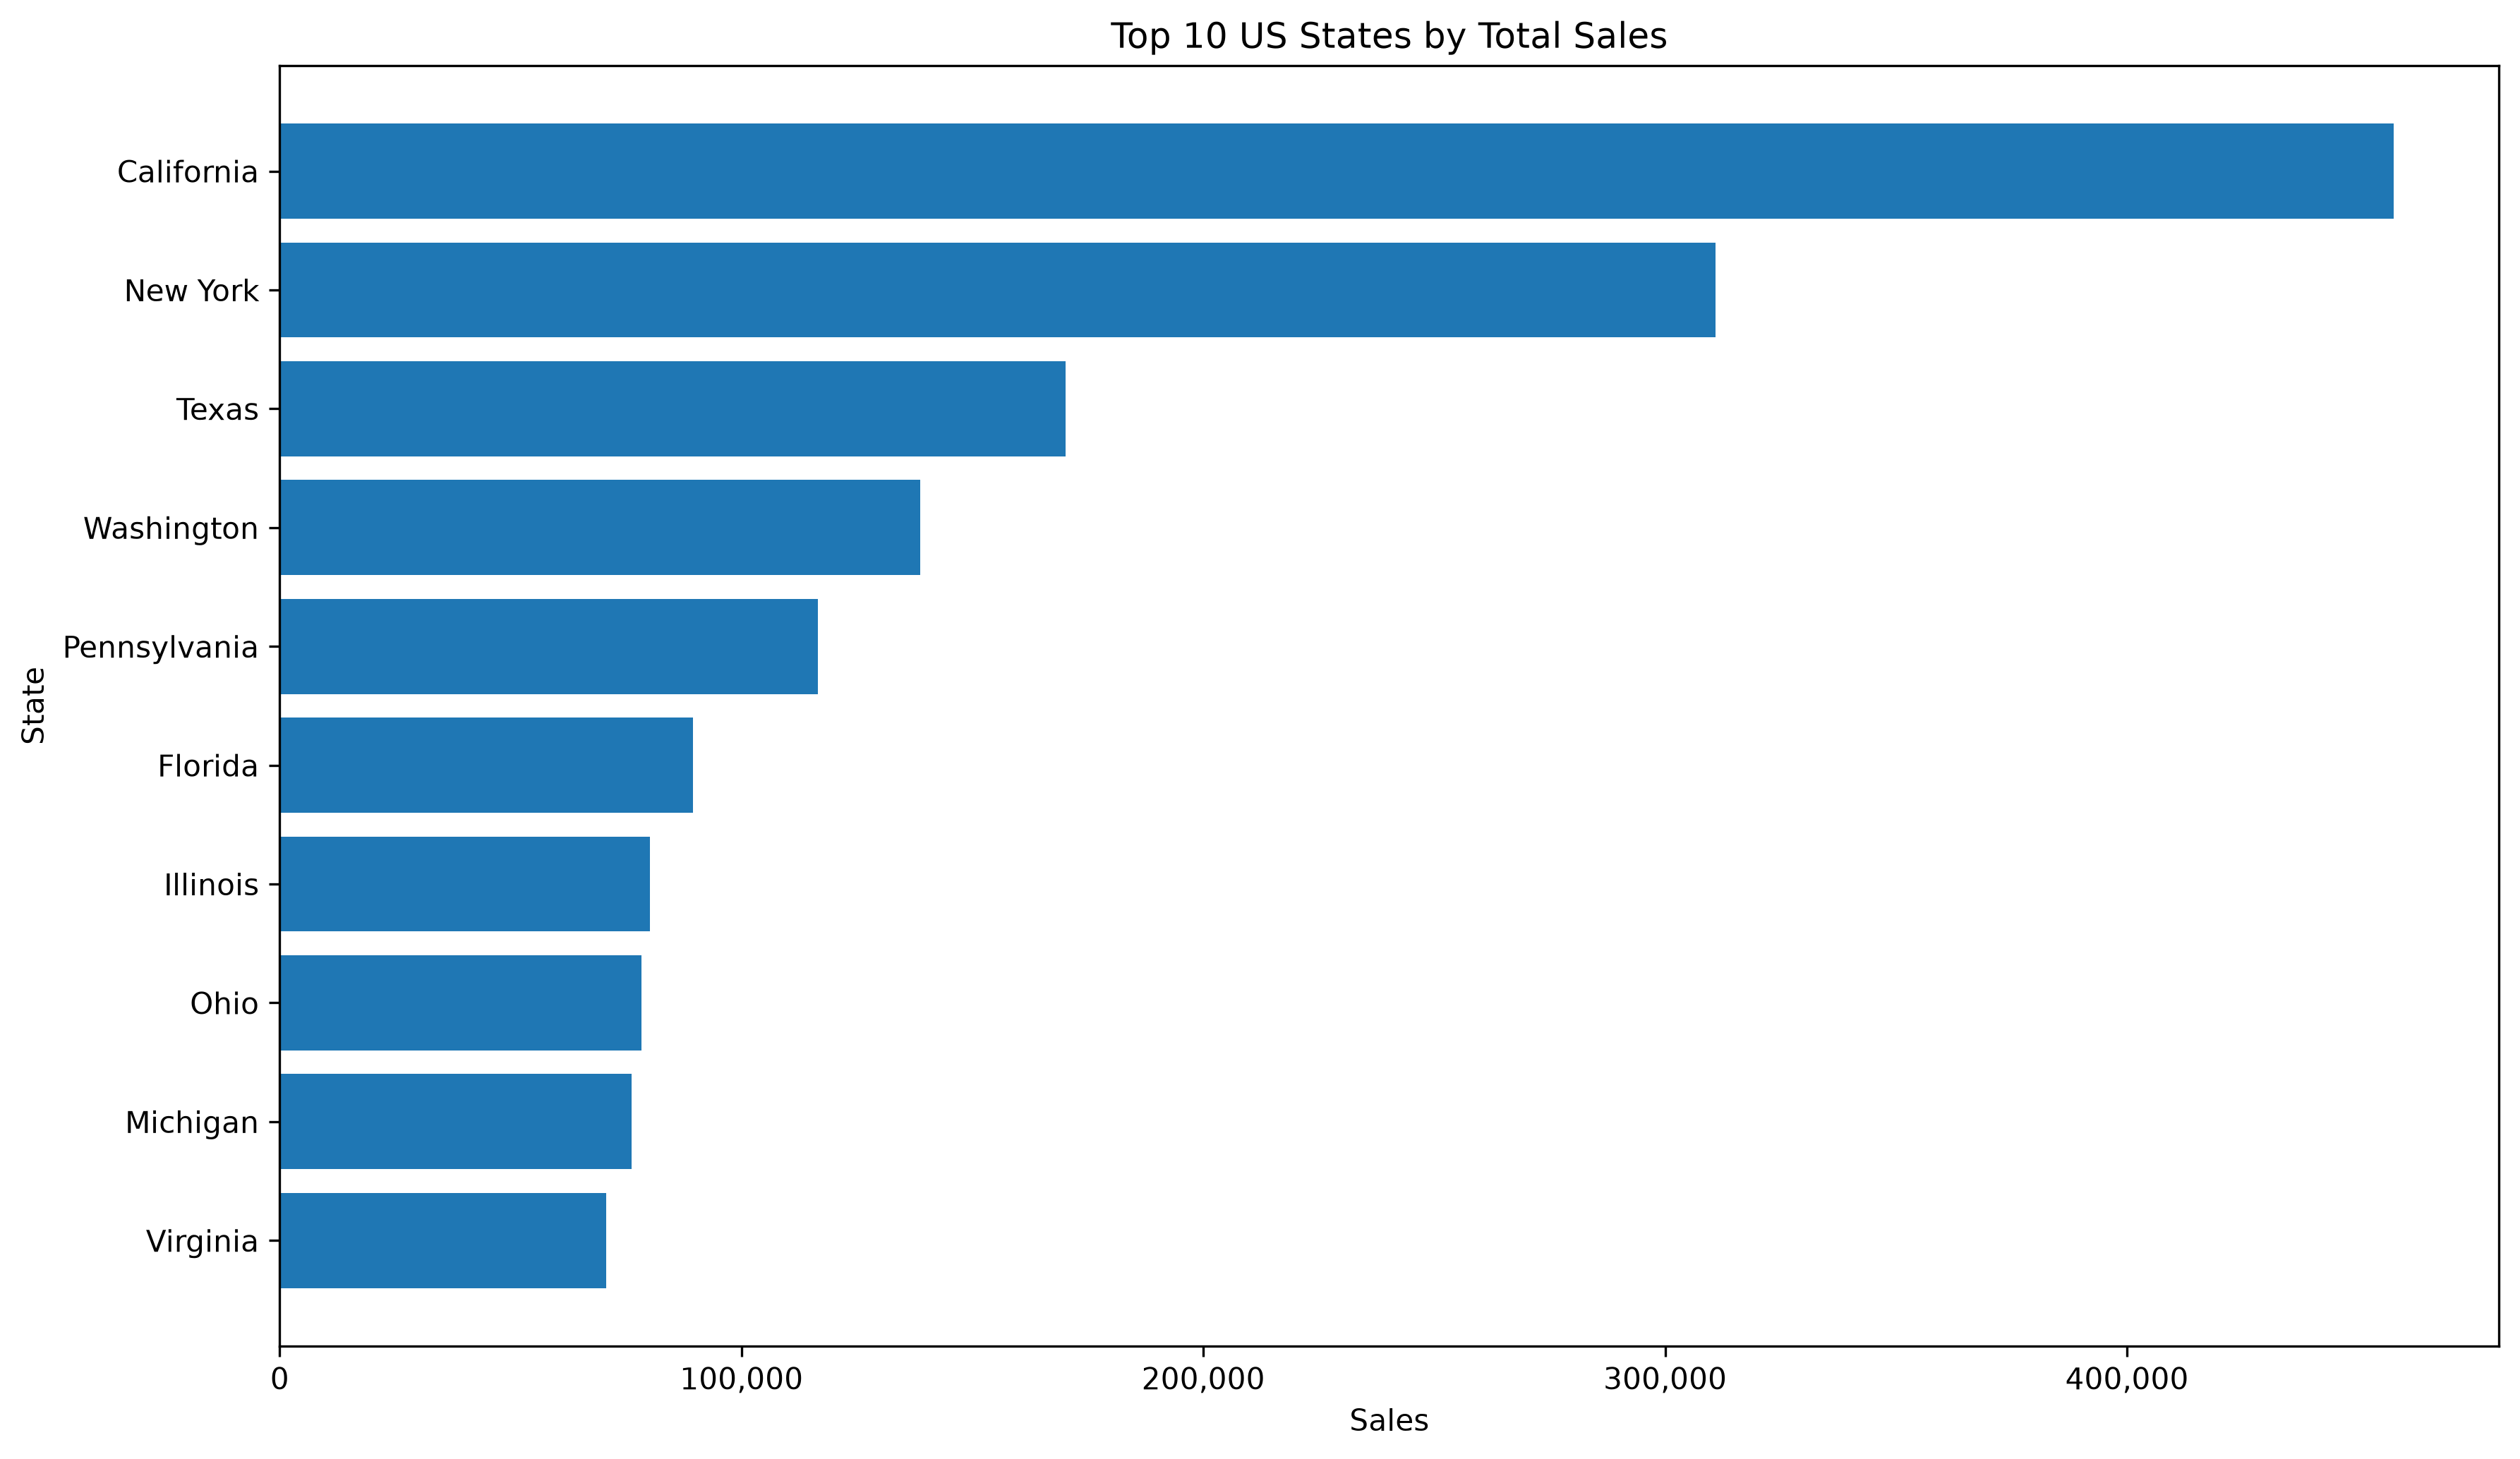 Top 10 US States by Total Sales
California
New York
Texas
Washington
Pennsylvania
Florida
Illinois
Ohio
Michigan
Virginia
State
0 100,000 200,000 300,000 400,000
Sales